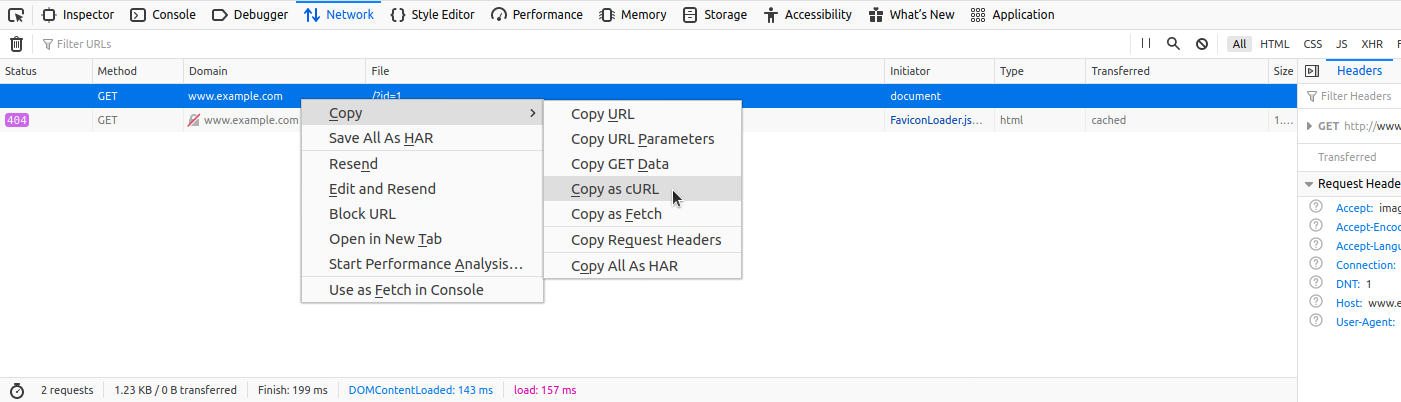 Inspector Console Debugger Network Style Editor Performance Memory Storage Accessibility What's New Application
Filter URLs All HTML CSS JS XHR
Status Method Domain File Initiator Type Transferred Size Headers
GET www.example.com /?id=1 document Filter Headers
404 GET www.example.com FaviconLoader.js... html cached 1....
GET http://www
Transferred
Request Heade
Accept: imag
Accept-Enco
Accept-Langu
Connection:
DNT: 1
Host: www.e
User-Agent:
Copy
Save All As HAR
Resend
Edit and Resend
Block URL
Open in New Tab
Start Performance Analysis...
Use as Fetch in Console
Copy URL
Copy URL Parameters
Copy GET Data
Copy as cURL
Copy as Fetch
Copy Request Headers
Copy All As HAR
2 requests 1.23 KB / 0 B transferred Finish: 199 ms DOMContentLoaded: 143 ms load: 157 ms